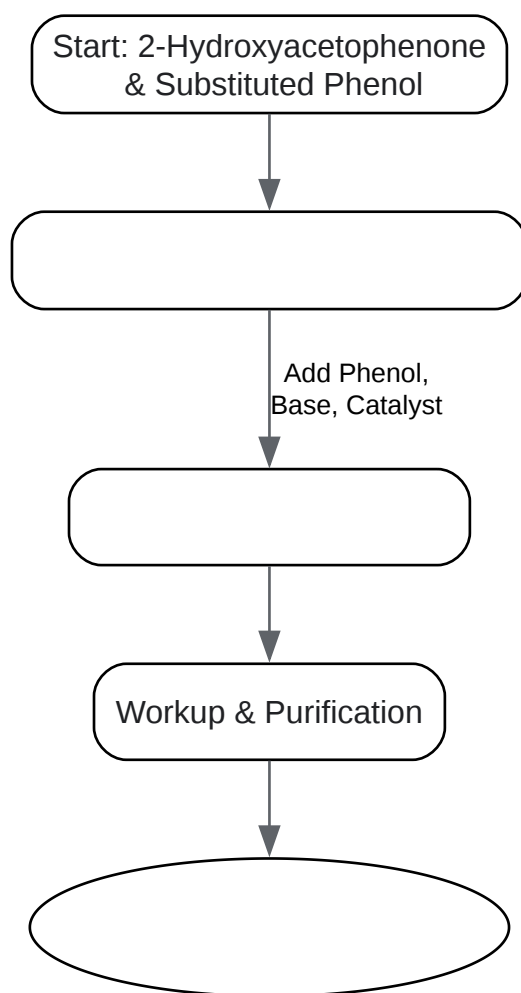 Start: 2-Hydroxyacetophenone
& Substituted Phenol
Add Phenol,
Base, Catalyst
Workup & Purification